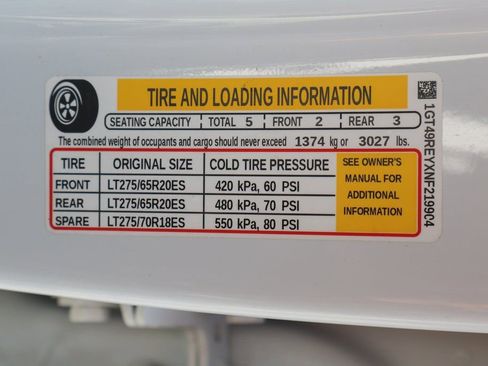 TIRE AND LOADING INFORMATION
SEATING CAPACITY TOTAL 5 FRONT 2 REAR 3
The combined weight of occupants and cargo should never exceed 1374 kg or 3027 lbs.
TIRE ORIGINAL SIZE COLD TIRE PRESSURE
FRONT LT275/65R20ES 420 kPa, 60 PSI
REAR LT275/65R20ES 480 kPa, 70 PSI
SPARE LT275/70R18ES 550 kPa, 80 PSI
SEE OWNER'S
MANUAL FOR
ADDITIONAL
INFORMATION
1GT49REYXNF219904